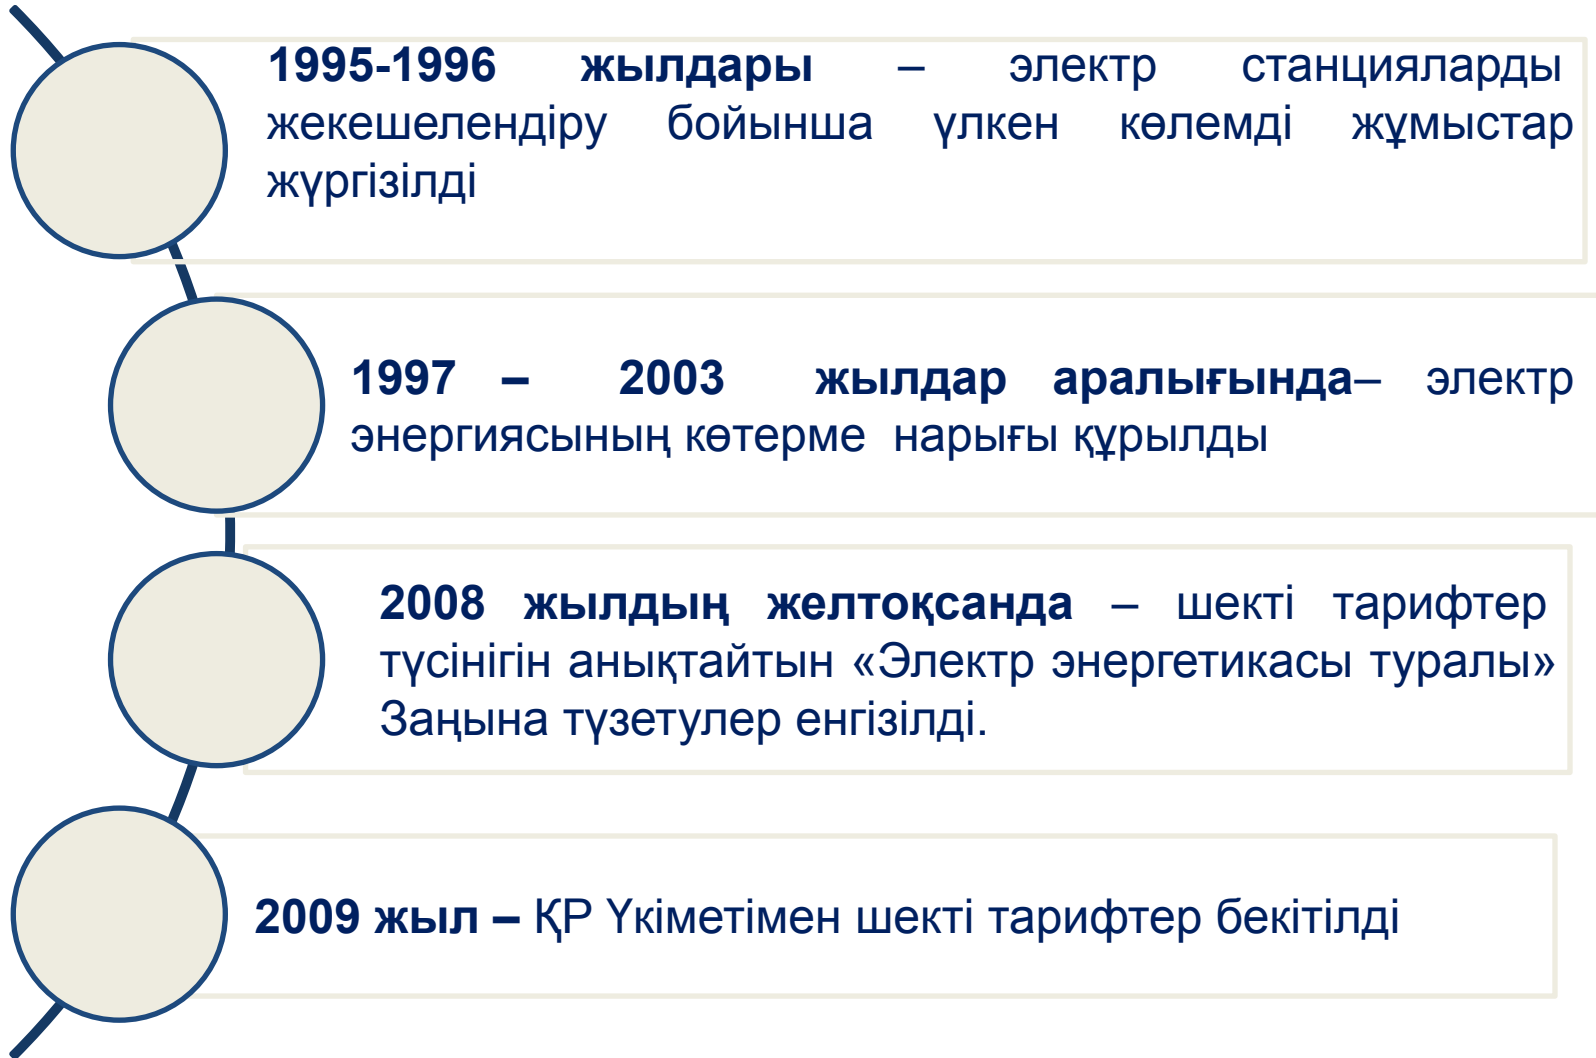 1995-1996 жылдары – электр станцияларды
жекешелендіру бойынша үлкен көлемді жұмыстар
жүргізілді
1997 – 2003 жылдар аралығында– электр
энергиясының көтерме нарығы құрылды
2008 жылдың желтоқсанда – шекті тарифтер
түсінігін анықтайтын «Электр энергетикасы туралы»
Заңына түзетулер енгізілді.
2009 жыл – ҚР Үкіметімен шекті тарифтер бекітілді